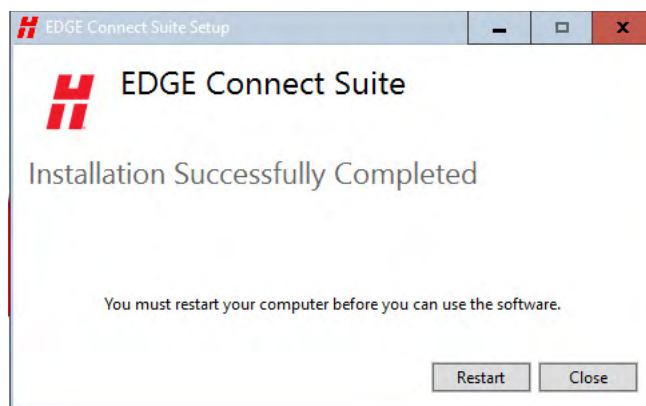 EDGE Connect Suite Setup
EDGE Connect Suite
Installation Successfully Completed
You must restart your computer before you can use the software.
Restart Close